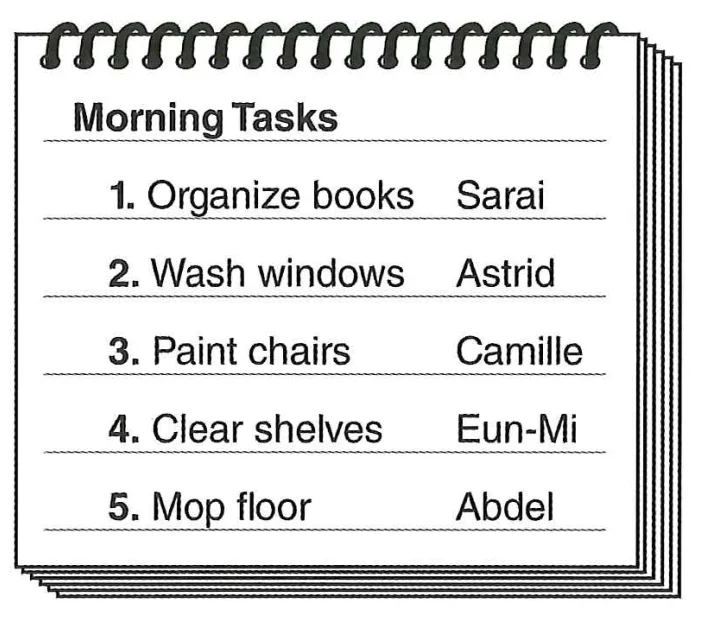 Morning Tasks
1. Organize books Sarai
2. Wash windows Astrid
3. Paint chairs Camille
4. Clear shelves Eun-Mi
5. Mop floor Abdel